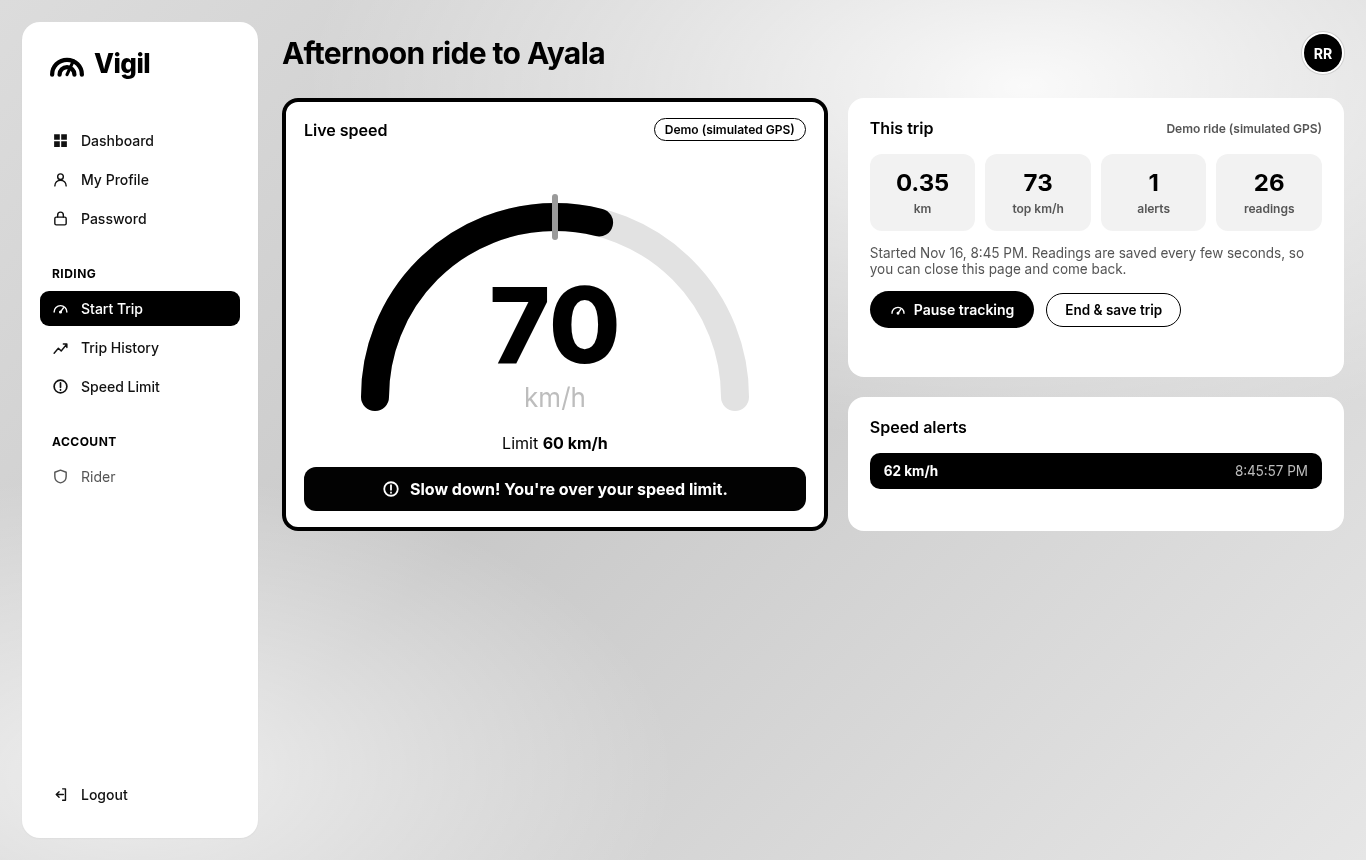 Vigil
Dashboard
My Profile
Password
RIDING
Start Trip
Trip History
Speed Limit
ACCOUNT
Rider
Logout
Afternoon ride to Ayala
RR
Live speed
Demo (simulated GPS)
70
km/h
Limit 60 km/h
Slow down! You're over your speed limit.
This trip
Demo ride (simulated GPS)
0.35
km
73
top km/h
1
alerts
26
readings
Started Nov 16, 8:45 PM. Readings are saved every few seconds, so
you can close this page and come back.
Pause tracking
End & save trip
Speed alerts
62 km/h
8:45:57 PM